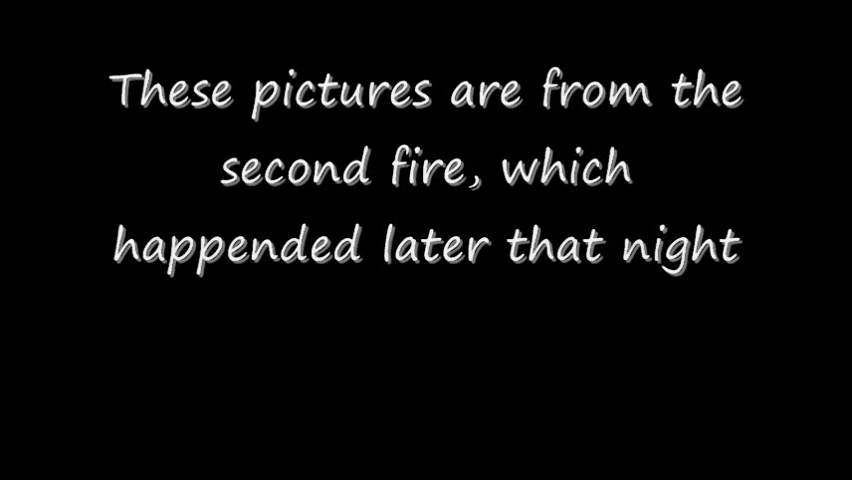 These pictures are from the
second fire, which
happended later that night